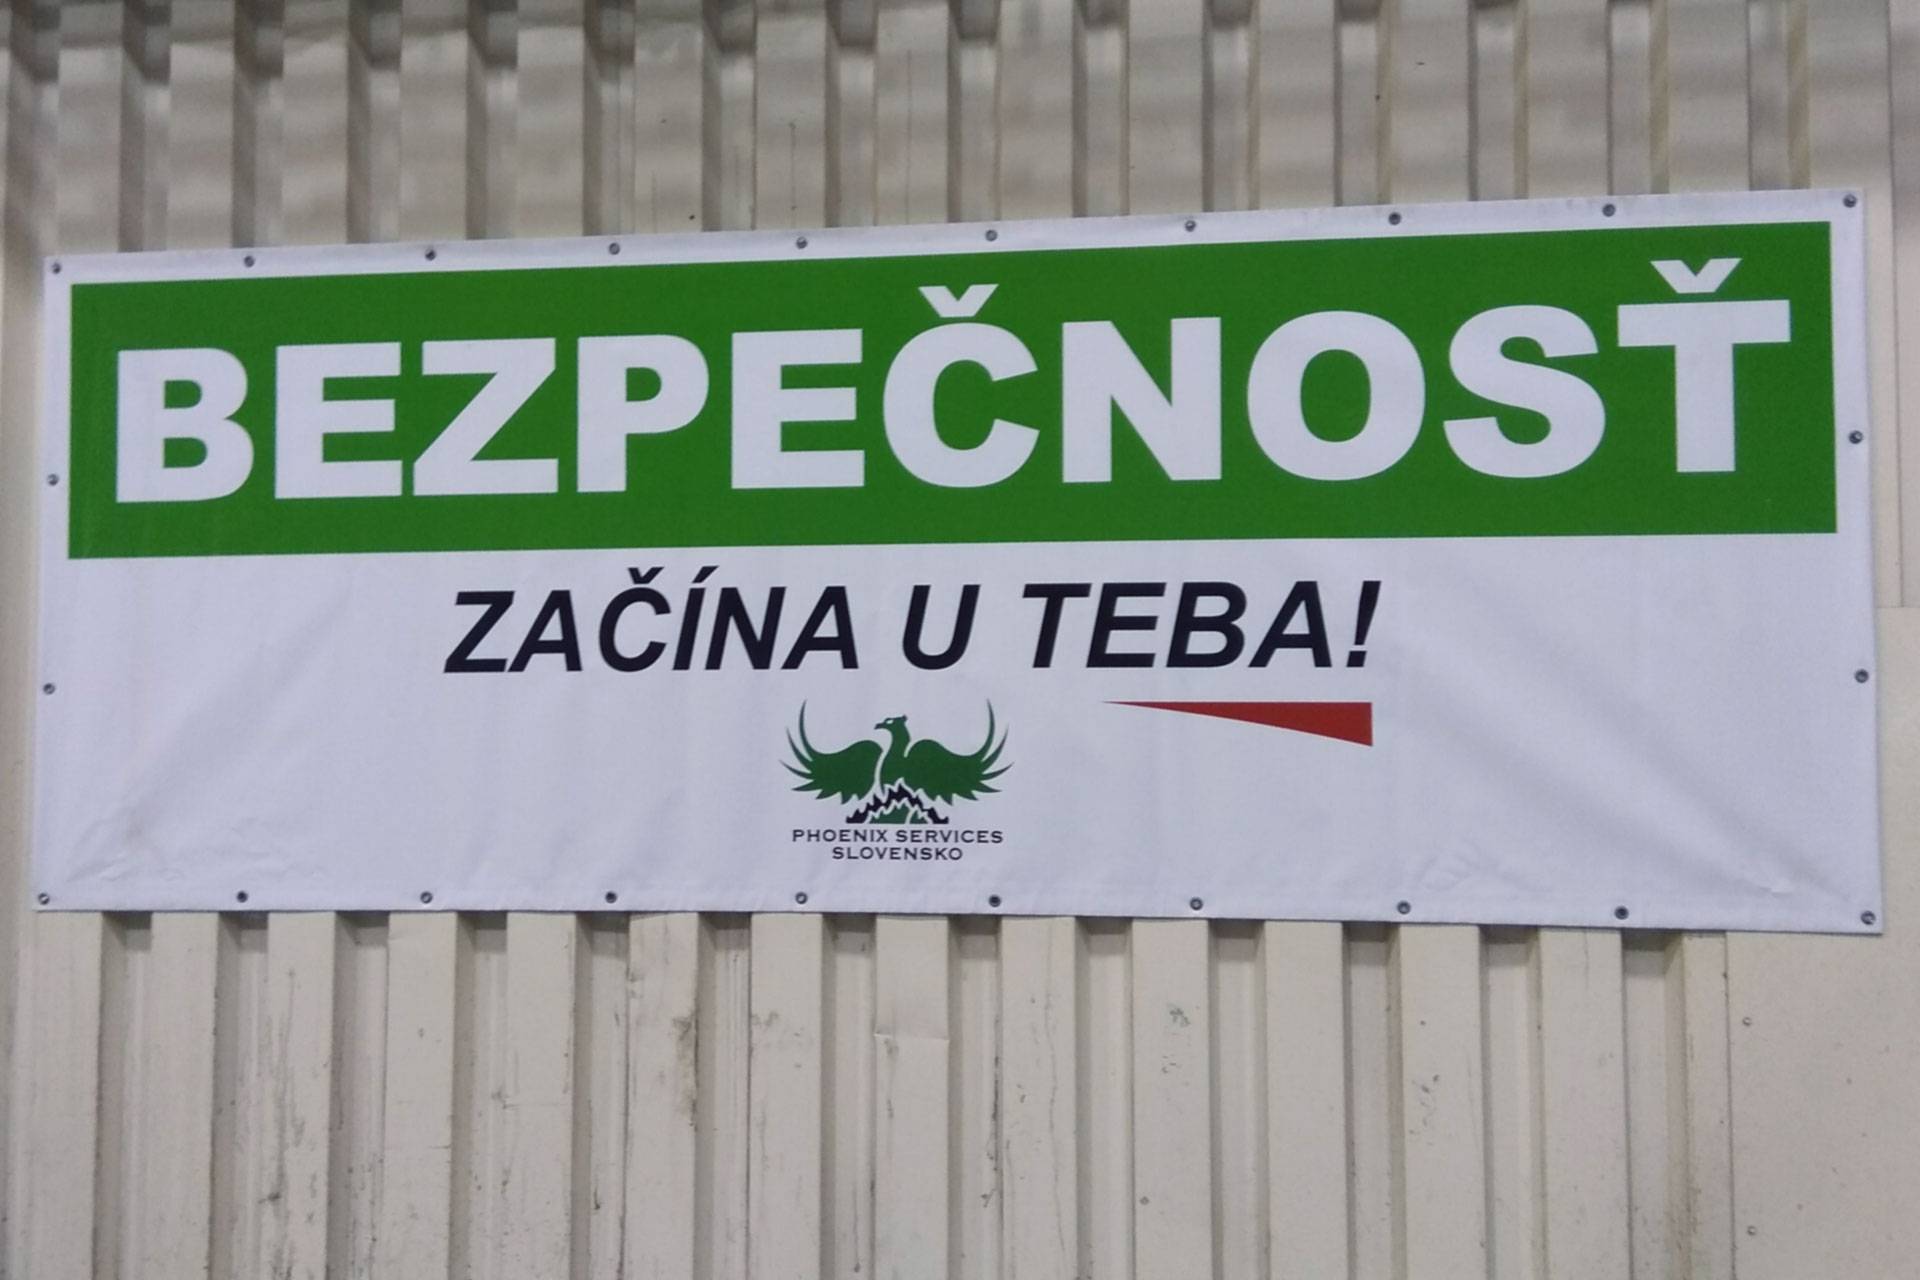 BEZPEČNOSŤ
ZAČÍNA U TEBA!
PHOENIX SERVICES
SLOVENSKO